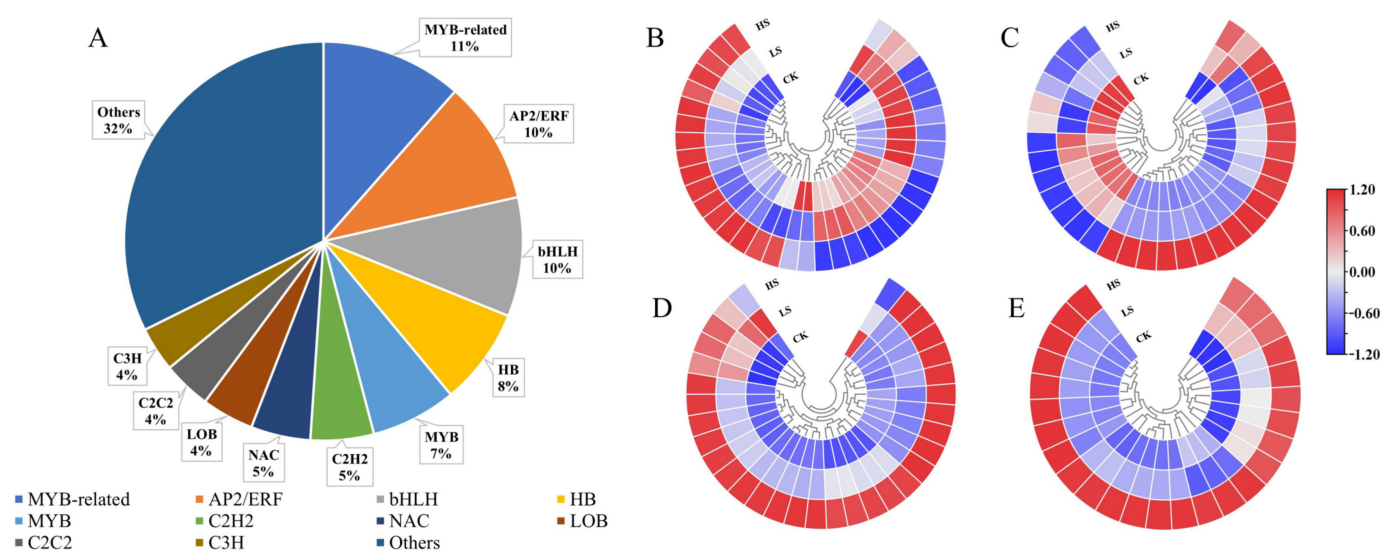 A
MYB-related
11%
AP2/ERF
10%
bHLH
10%
HB
8%
MYB
7%
C2H2
5%
NAC
5%
LOB
4%
C2C2
4%
C3H
4%
Others
32%
MYB-related AP2/ERF bHLH HB
MYB C2H2 NAC LOB
C2C2 C3H Others
B
HS
LS
CK
C
HS
LS
CK
D
HS
LS
CK
E
HS
LS
CK
1.20
0.60
0.00
-0.60
-1.20